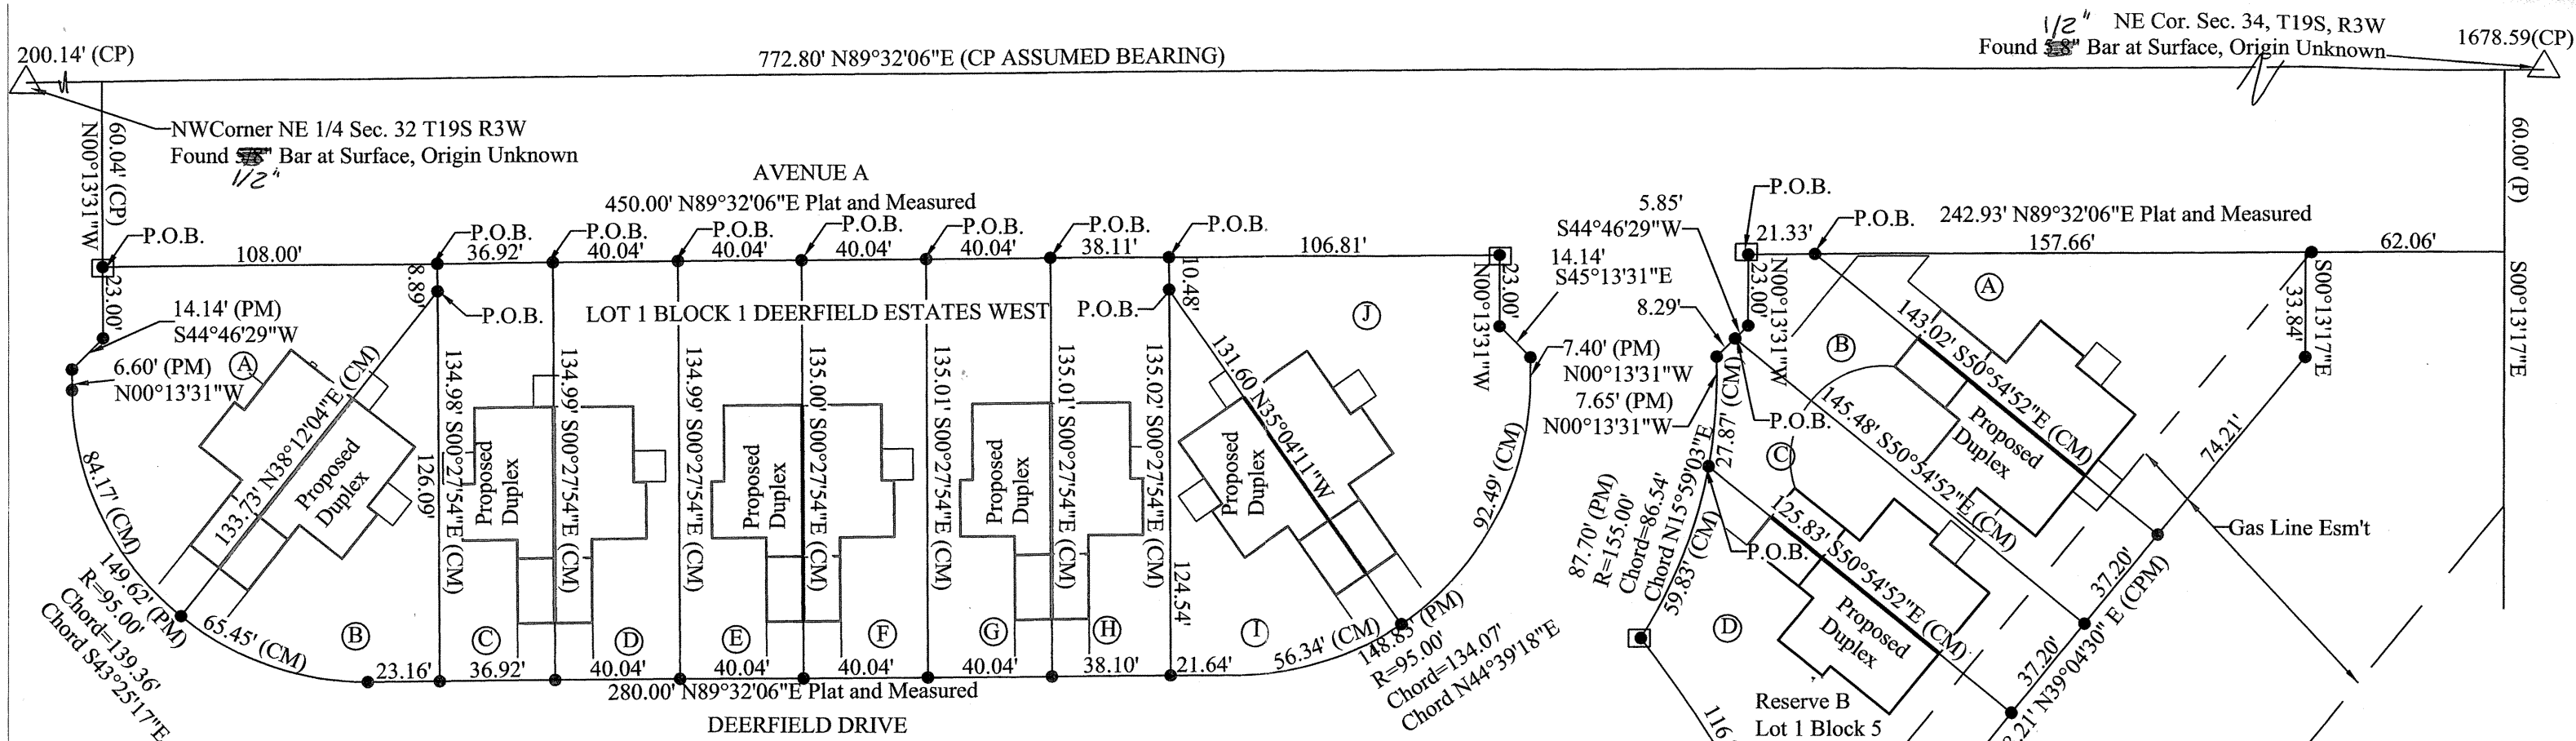 200.14' (CP)
772.80' N89°32'06"E (CP ASSUMED BEARING)
1/2" NE Cor. Sec. 34, T19S, R3W
Found 5/8" Bar at Surface, Origin Unknown
1678.59(CP)
60.04' (CP)
N00°13'31"W
NWCorner NE 1/4 Sec. 32 T19S R3W
Found 5/8" Bar at Surface, Origin Unknown
1/2"
60.00' (P)
S00°13'17"E
AVENUE A
450.00' N89°32'06"E Plat and Measured
P.O.B.
P.O.B.
P.O.B.
P.O.B.
P.O.B.
P.O.B.
P.O.B.
P.O.B.
108.00'
36.92'
40.04'
40.04'
40.04'
40.04'
38.11'
106.81'
5.85'
S44°46'29"W
P.O.B.
21.33'
P.O.B.
242.93' N89°32'06"E Plat and Measured
157.66'
62.06'
23.00'
14.14' (PM)
S44°46'29"W
6.60' (PM)
N00°13'31"W
A
8.89'
P.O.B.
LOT 1 BLOCK 1 DEERFIELD ESTATES WEST
P.O.B.
10.48'
J
23.00'
N00°13'31"W
14.14'
S45°13'31"E
7.40' (PM)
N00°13'31"W
8.29'
7.65' (PM)
N00°13'31"W
23.00'
N00°13'31"W
P.O.B.
A
B
C
143.02' S50°54'52"E (CM)
145.48' S50°54'52"E (CM)
125.83' S50°54'52"E (CM)
Proposed
Duplex
S00°13'17"E
33.84'
74.21'
Gas Line Esm't
84.17' (CM)
133.73' N38°12'04"E (CM)
Proposed
Duplex
134.98' S00°27'54"E (CM)
126.09'
Proposed
Duplex
134.99' S00°27'54"E (CM)
134.99' S00°27'54"E (CM)
Proposed
Duplex
135.00' S00°27'54"E (CM)
135.01' S00°27'54"E (CM)
Proposed
Duplex
135.01' S00°27'54"E (CM)
135.02' S00°27'54"E (CM)
124.54'
131.60 N35°04'11"W
Proposed
Duplex
92.49' (CM)
27.87' (CM)
87.70' (PM)
R=155.00'
Chord=86.54'
Chord N15°59'03"E
59.83' (CM)
P.O.B.
Proposed
Duplex
D
37.20'
37.20'
.21' N39°04'30" E (CPM)
149.62' (PM)
R=95.00'
Chord=139.36'
Chord S43°25'17"E
65.45' (CM)
B
C
D
E
F
G
H
I
23.16'
36.92'
40.04'
40.04'
40.04'
40.04'
38.10'
21.64'
56.34' (CM)
148.85' (PM)
R=95.00'
Chord=134.07'
Chord N44°39'18"E
280.00' N89°32'06"E Plat and Measured
DEERFIELD DRIVE
116
Reserve B
Lot 1 Block 5